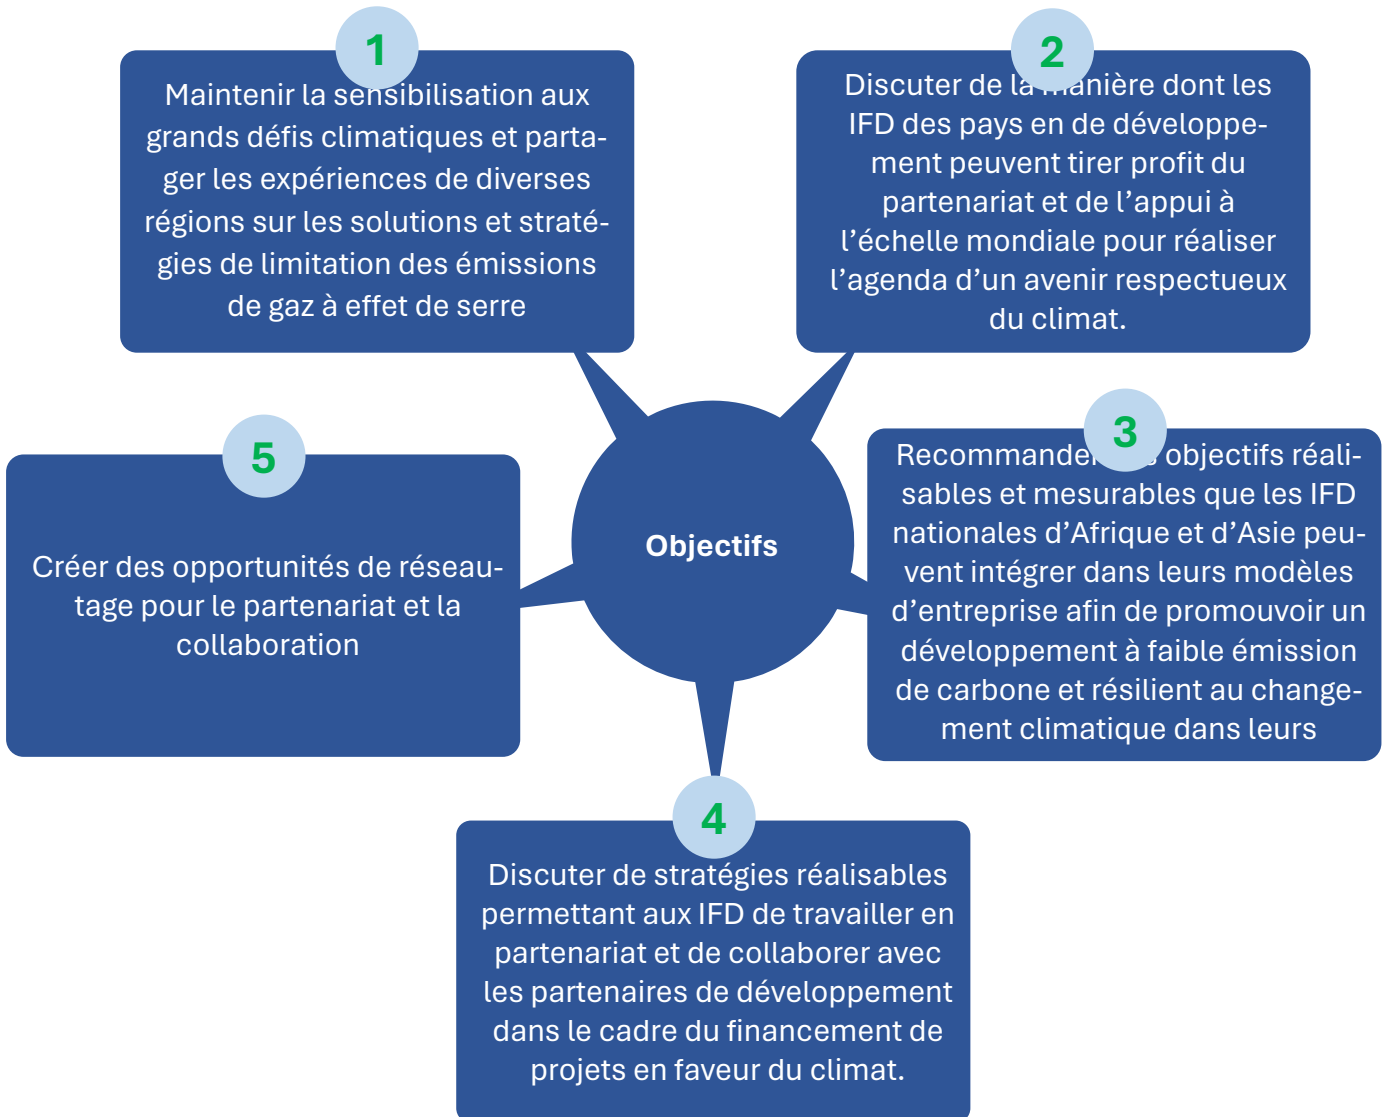 1
Maintenir la sensibilisation aux
grands défis climatiques et parta-
ger les expériences de diverses
régions sur les solutions et straté-
gies de limitation des émissions
de gaz à effet de serre
2
Discuter de la manière dont les
IFD des pays en de développe-
ment peuvent tirer profit du
partenariat et de l’appui à
l’échelle mondiale pour réaliser
l’agenda d’un avenir respectueux
du climat.
3
Recommander objectifs réali-
sables et mesurables que les IFD
nationales d’Afrique et d’Asie peu-
vent intégrer dans leurs modèles
d’entreprise afin de promouvoir un
développement à faible émission
de carbone et résilient au change-
ment climatique dans leurs
Objectifs
4
Discuter de stratégies réalisables
permettant aux IFD de travailler en
partenariat et de collaborer avec
les partenaires de développement
dans le cadre du financement de
projets en faveur du climat.
5
Créer des opportunités de réseau-
tage pour le partenariat et la
collaboration